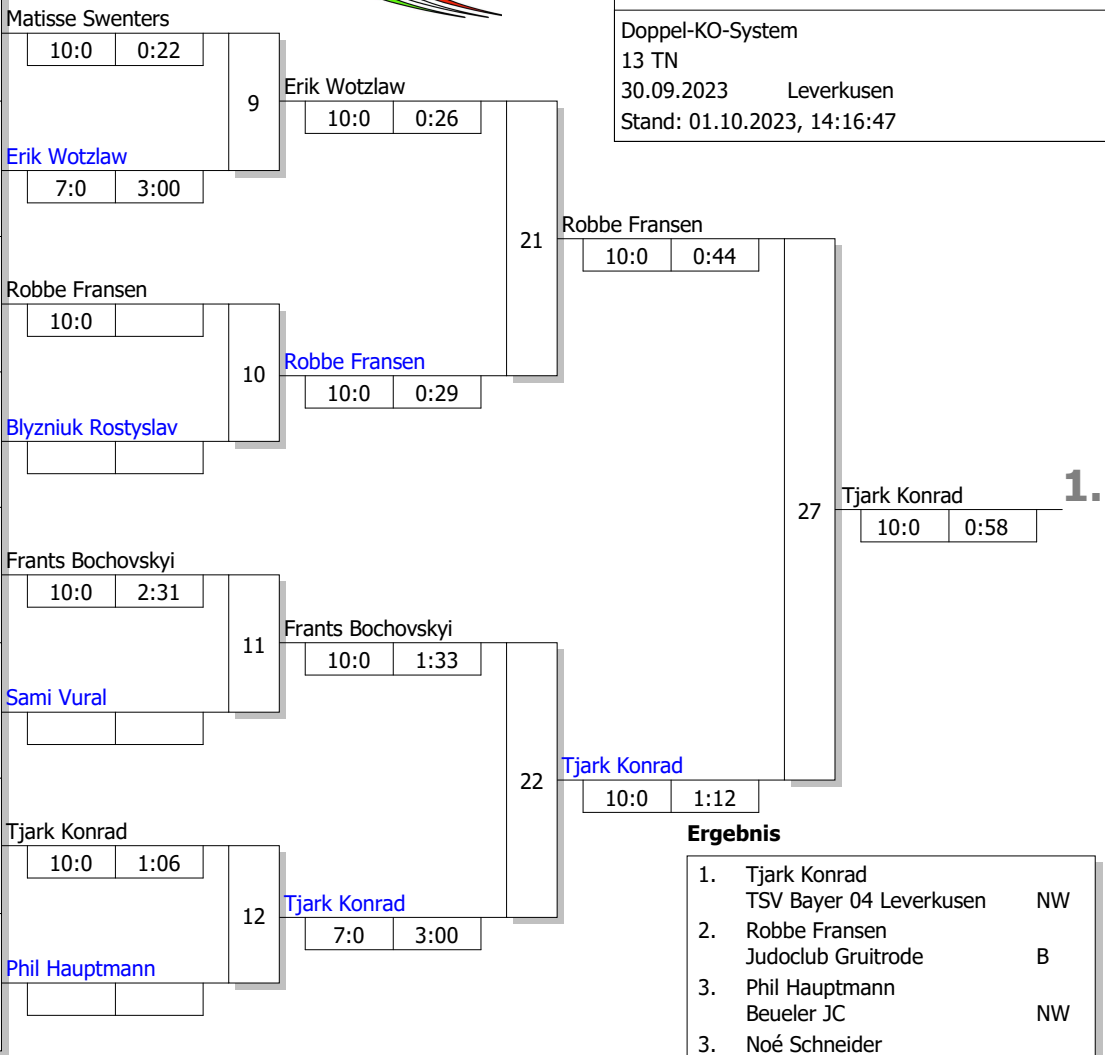 Matisse Swenters
10:0 0:22
Doppel-KO-System
13 TN
30.09.2023 Leverkusen
Stand: 01.10.2023, 14:16:47
9
Erik Wotzlaw
10:0 0:26
Erik Wotzlaw
7:0 3:00
21
Robbe Fransen
10:0 0:44
Robbe Fransen
10:0
10
Robbe Fransen
10:0 0:29
Blyzniuk Rostyslav
27
Tjark Konrad
10:0 0:58
1.
Frants Bochovskyi
10:0 2:31
11
Frants Bochovskyi
10:0 1:33
Sami Vural
22
Tjark Konrad
10:0 1:12
Tjark Konrad
10:0 1:06
12
Tjark Konrad
7:0 3:00
Phil Hauptmann
Ergebnis
1. Tjark Konrad
TSV Bayer 04 Leverkusen NW
2. Robbe Fransen
Judoclub Gruitrode B
3. Phil Hauptmann
Beueler JC NW
3. Noé Schneider